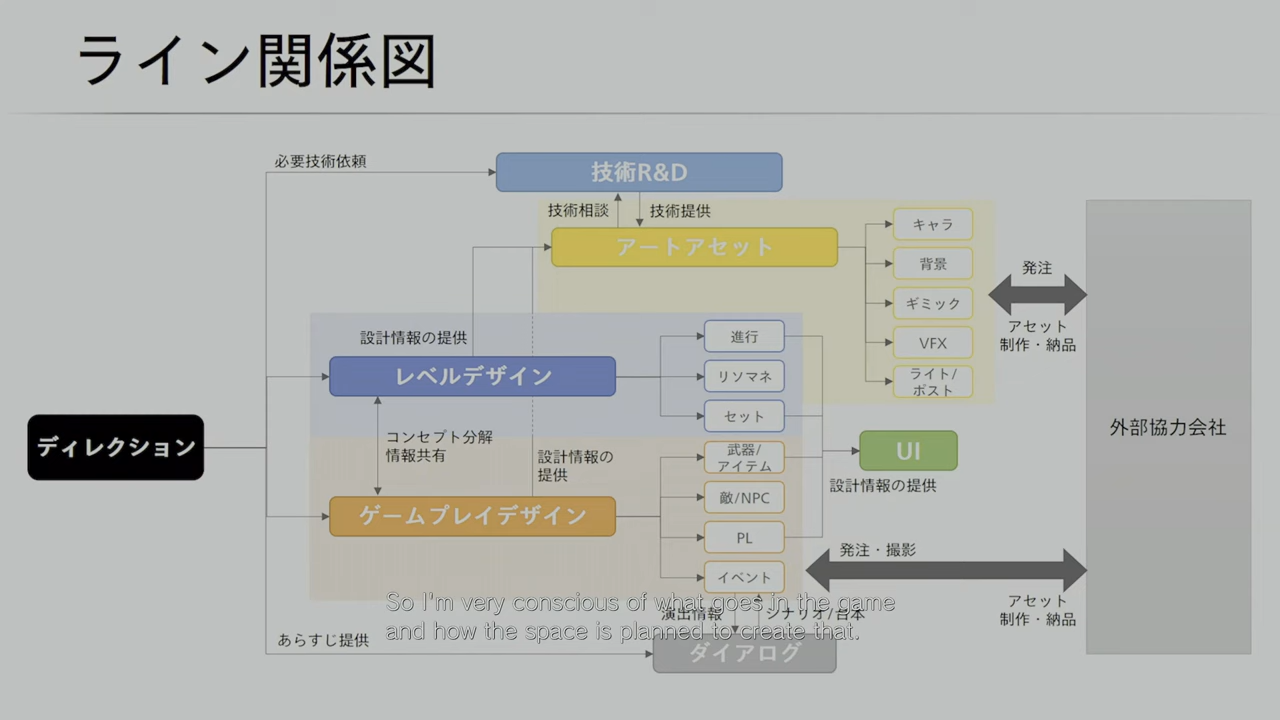 ライン関係図
必要技術依頼
技術R&D
技術相談
技術提供
アートアセット
キャラ
背景
ギミック
VFX
ライト/
ポスト
発注
アセット
制作・納品
設計情報の提供
レベルデザイン
進行
リソマネ
セット
ディレクション
コンセプト分解
情報共有
設計情報の
提供
武器/
アイテム
敵/NPC
PL
イベント
UI
設計情報の提供
外部協力会社
ゲームプレイデザイン
発注・撮影
アセット
制作・納品
演出情報
シナリオ/台本
So I'm very conscious of what goes in the game
and how the space is planned to create that.
あらすじ提供
ダイアログ